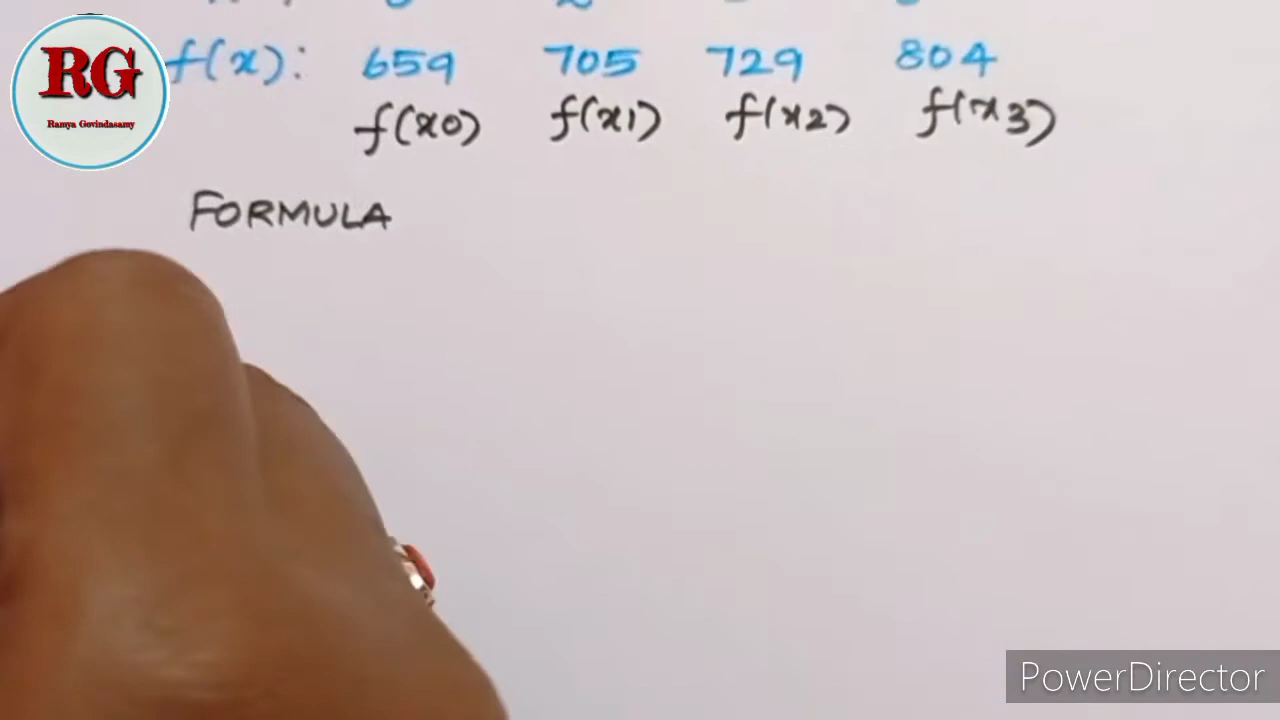 RG
Ramya Govindasamy
f(x): 659 705 729 804
f(x0) f(x1) f(x2) f(x3)
FORMULA
PowerDirector